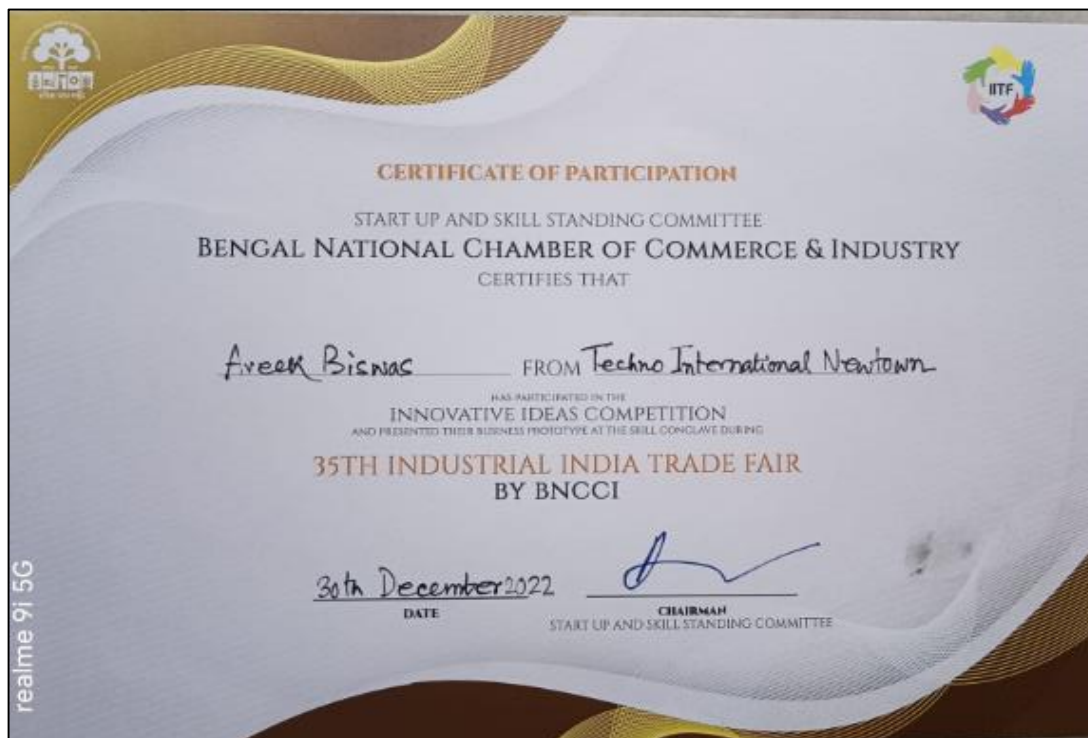 IITF
CERTIFICATE OF PARTICIPATION
START UP AND SKILL STANDING COMMITTEE
BENGAL NATIONAL CHAMBER OF COMMERCE & INDUSTRY
CERTIFIES THAT
Aveek Biswas FROM Techno International Newtown
HAS PARTICIPATED IN THE
INNOVATIVE IDEAS COMPETITION
AND PRESENTED THEIR BUSINESS PROTOTYPE AT THE SKILL CONCLAVE DURING
35TH INDUSTRIAL INDIA TRADE FAIR
BY BNCCI
30th December 2022
DATE
CHAIRMAN
START UP AND SKILL STANDING COMMITTEE
realme 9i 5G